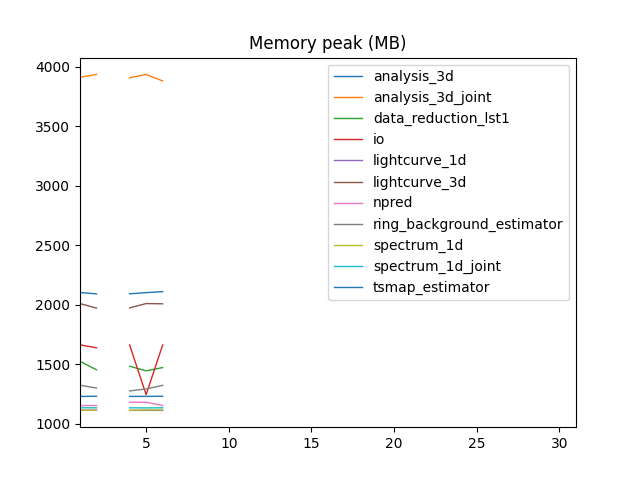 Memory peak (MB)
4000
3500
3000
2500
2000
1500
1000
5
10
15
20
25
30
analysis_3d
analysis_3d_joint
data_reduction_lst1
io
lightcurve_1d
lightcurve_3d
npred
ring_background_estimator
spectrum_1d
spectrum_1d_joint
tsmap_estimator